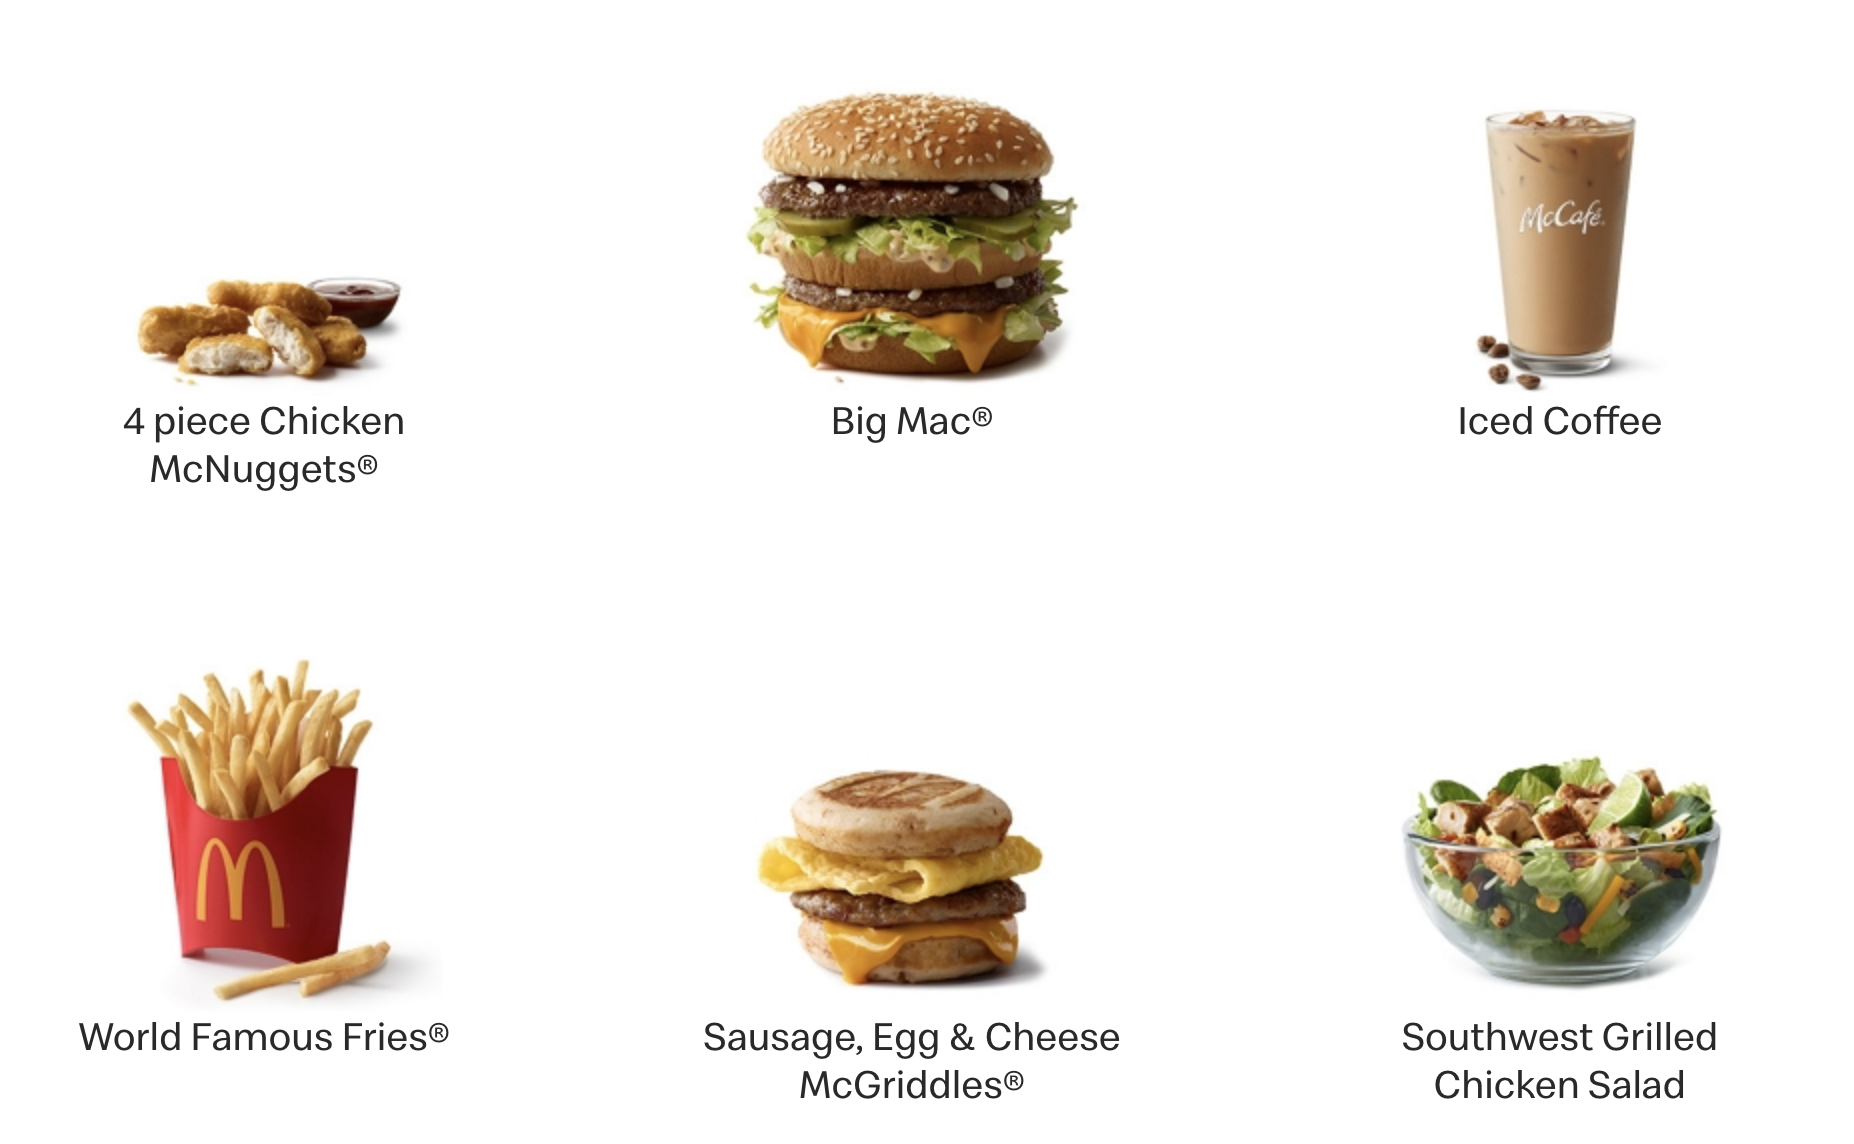 McCafé®
4 piece Chicken
McNuggets®
Big Mac®
Iced Coffee
World Famous Fries®
Sausage, Egg & Cheese
McGriddles®
Southwest Grilled
Chicken Salad